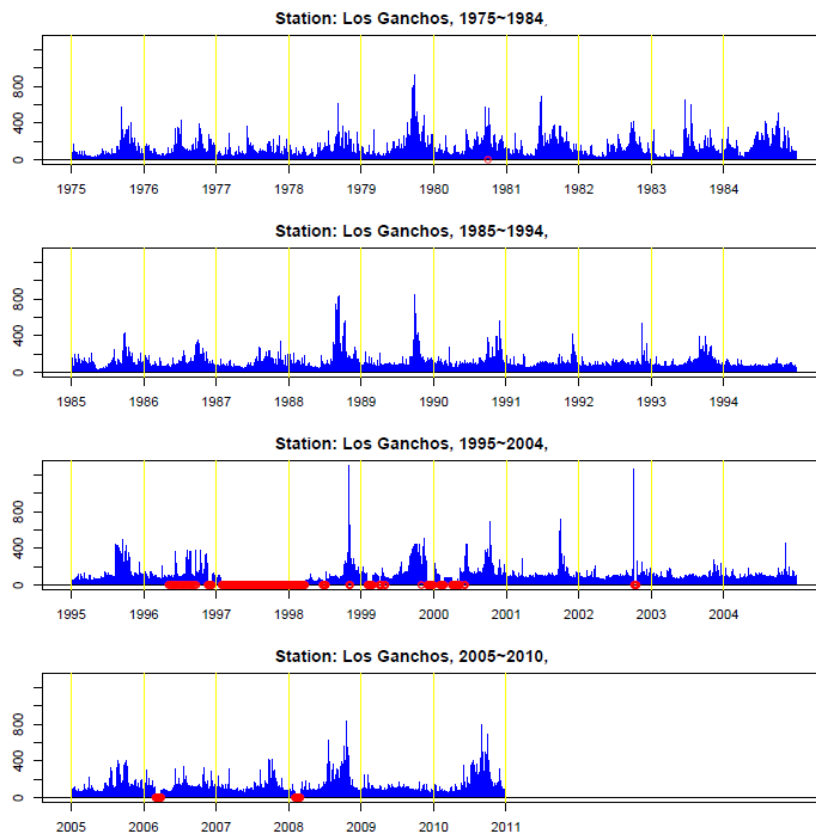 Station: Los Ganchos, 1975~1984,
0 400 800
1975 1976 1977 1978 1979 1980 1981 1982 1983 1984
Station: Los Ganchos, 1985~1994,
0 400 800
1985 1986 1987 1988 1989 1990 1991 1992 1993 1994
Station: Los Ganchos, 1995~2004,
0 400 800
1995 1996 1997 1998 1999 2000 2001 2002 2003 2004
Station: Los Ganchos, 2005~2010,
0 400 800
2005 2006 2007 2008 2009 2010 2011